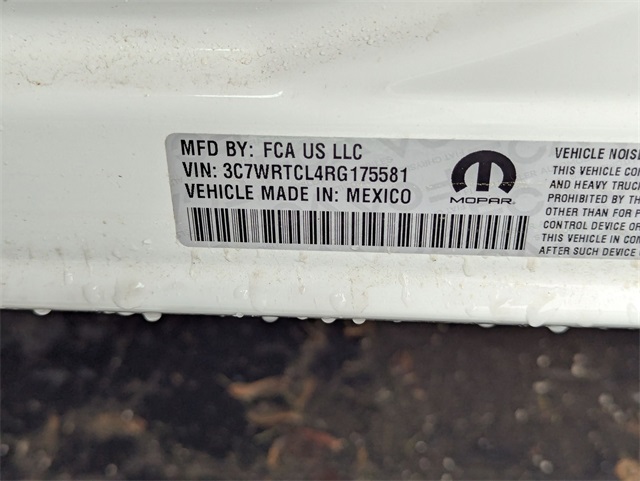 MFD BY: FCA US LLC
VIN: 3C7WRTCL4RG175581
VEHICLE MADE IN: MEXICO
MOPAR
VEHICLE NOISE
THIS VEHICLE CON
AND HEAVY TRUC
PROHIBITED BY TH
OTHER THAN FOR P
CONTROL DEVICE OR
THIS VEHICLE IN CO
AFTER SUCH DEVICE